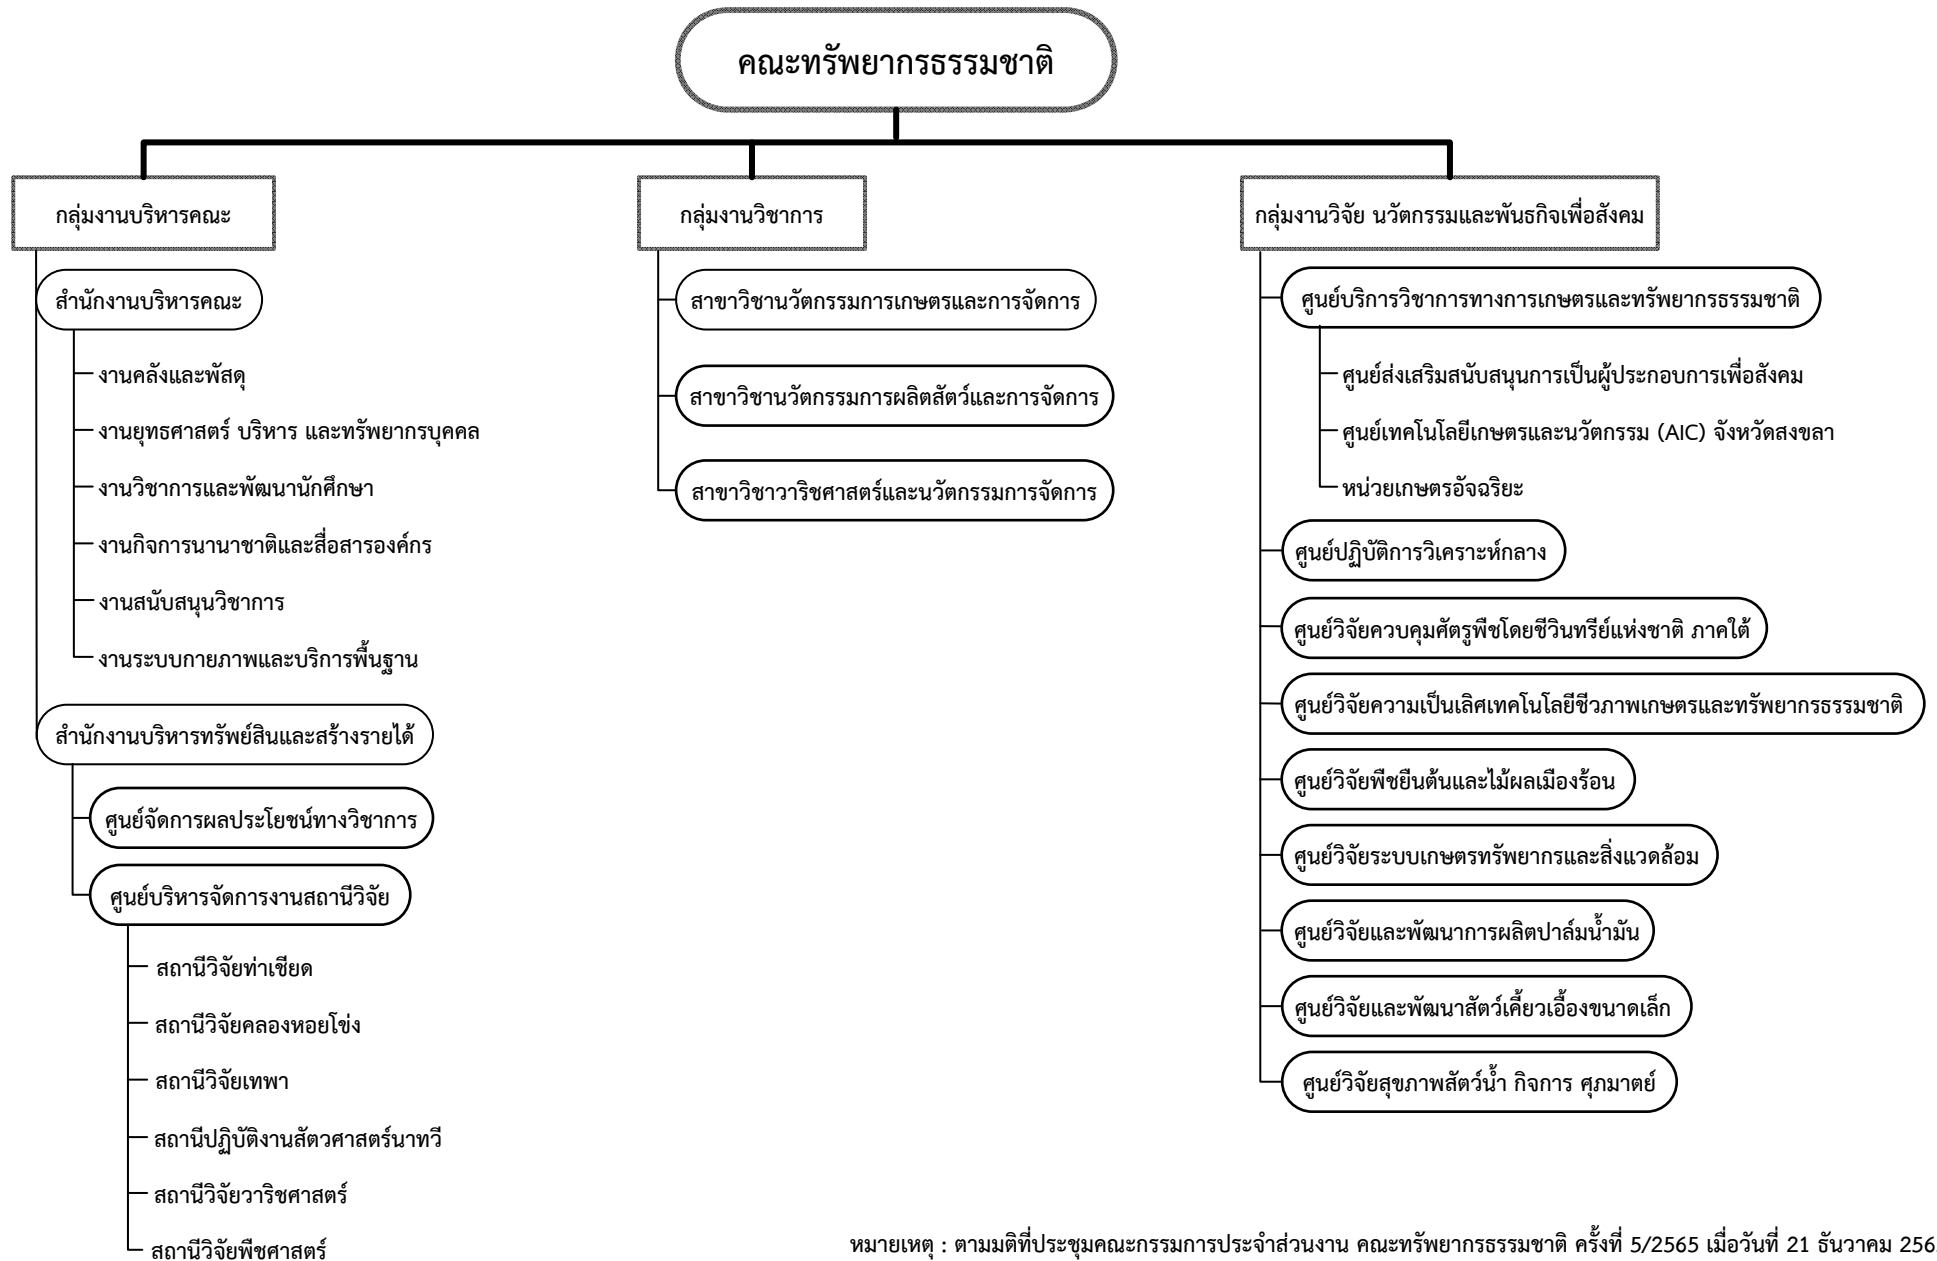 คณะทรัพยากรธรรมชาติ
กลุ่มงานบริหารคณะ
สำนักงานบริหารคณะ
งานคลังและพัสดุ
งานยุทธศาสตร์ บริหาร และทรัพยากรบุคคล
งานวิชาการและพัฒนานักศึกษา
งานกิจการนานาชาติและสื่อสารองค์กร
งานสนับสนุนวิชาการ
งานระบบกายภาพและบริการพื้นฐาน
สำนักงานบริหารทรัพย์สินและสร้างรายได้
ศูนย์จัดการผลประโยชน์ทางวิชาการ
ศูนย์บริหารจัดการงานสถานีวิจัย
สถานีวิจัยท่าเชียด
สถานีวิจัยคลองหอยโข่ง
สถานีวิจัยเทพา
สถานีปฏิบัติงานสัตวศาสตร์นาทวี
สถานีวิจัยวาริชศาสตร์
สถานีวิจัยพืชศาสตร์
กลุ่มงานวิชาการ
สาขาวิชานวัตกรรมการเกษตรและการจัดการ
สาขาวิชานวัตกรรมการผลิตสัตว์และการจัดการ
สาขาวิชาวาริชศาสตร์และนวัตกรรมการจัดการ
กลุ่มงานวิจัย นวัตกรรมและพันธกิจเพื่อสังคม
ศูนย์บริการวิชาการทางการเกษตรและทรัพยากรธรรมชาติ
ศูนย์ส่งเสริมสนับสนุนการเป็นผู้ประกอบการเพื่อสังคม
ศูนย์เทคโนโลยีเกษตรและนวัตกรรม (AIC) จังหวัดสงขลา
หน่วยเกษตรอัจฉริยะ
ศูนย์ปฏิบัติการวิเคราะห์กลาง
ศูนย์วิจัยควบคุมศัตรูพืชโดยชีวินทรีย์แห่งชาติ ภาคใต้
ศูนย์วิจัยความเป็นเลิศเทคโนโลยีชีวภาพเกษตรและทรัพยากรธรรมชาติ
ศูนย์วิจัยพืชยืนต้นและไม้ผลเมืองร้อน
ศูนย์วิจัยระบบเกษตรทรัพยากรและสิ่งแวดล้อม
ศูนย์วิจัยและพัฒนาการผลิตปาล์มน้ำมัน
ศูนย์วิจัยและพัฒนาสัตว์เคี้ยวเอื้องขนาดเล็ก
ศูนย์วิจัยสุขภาพสัตว์น้ำ กิจการ ศุภมาตย์
หมายเหตุ : ตามมติที่ประชุมคณะกรรมการประจำส่วนงาน คณะทรัพยากรธรรมชาติ ครั้งที่ 5/2565 เมื่อวันที่ 21 ธันวาคม